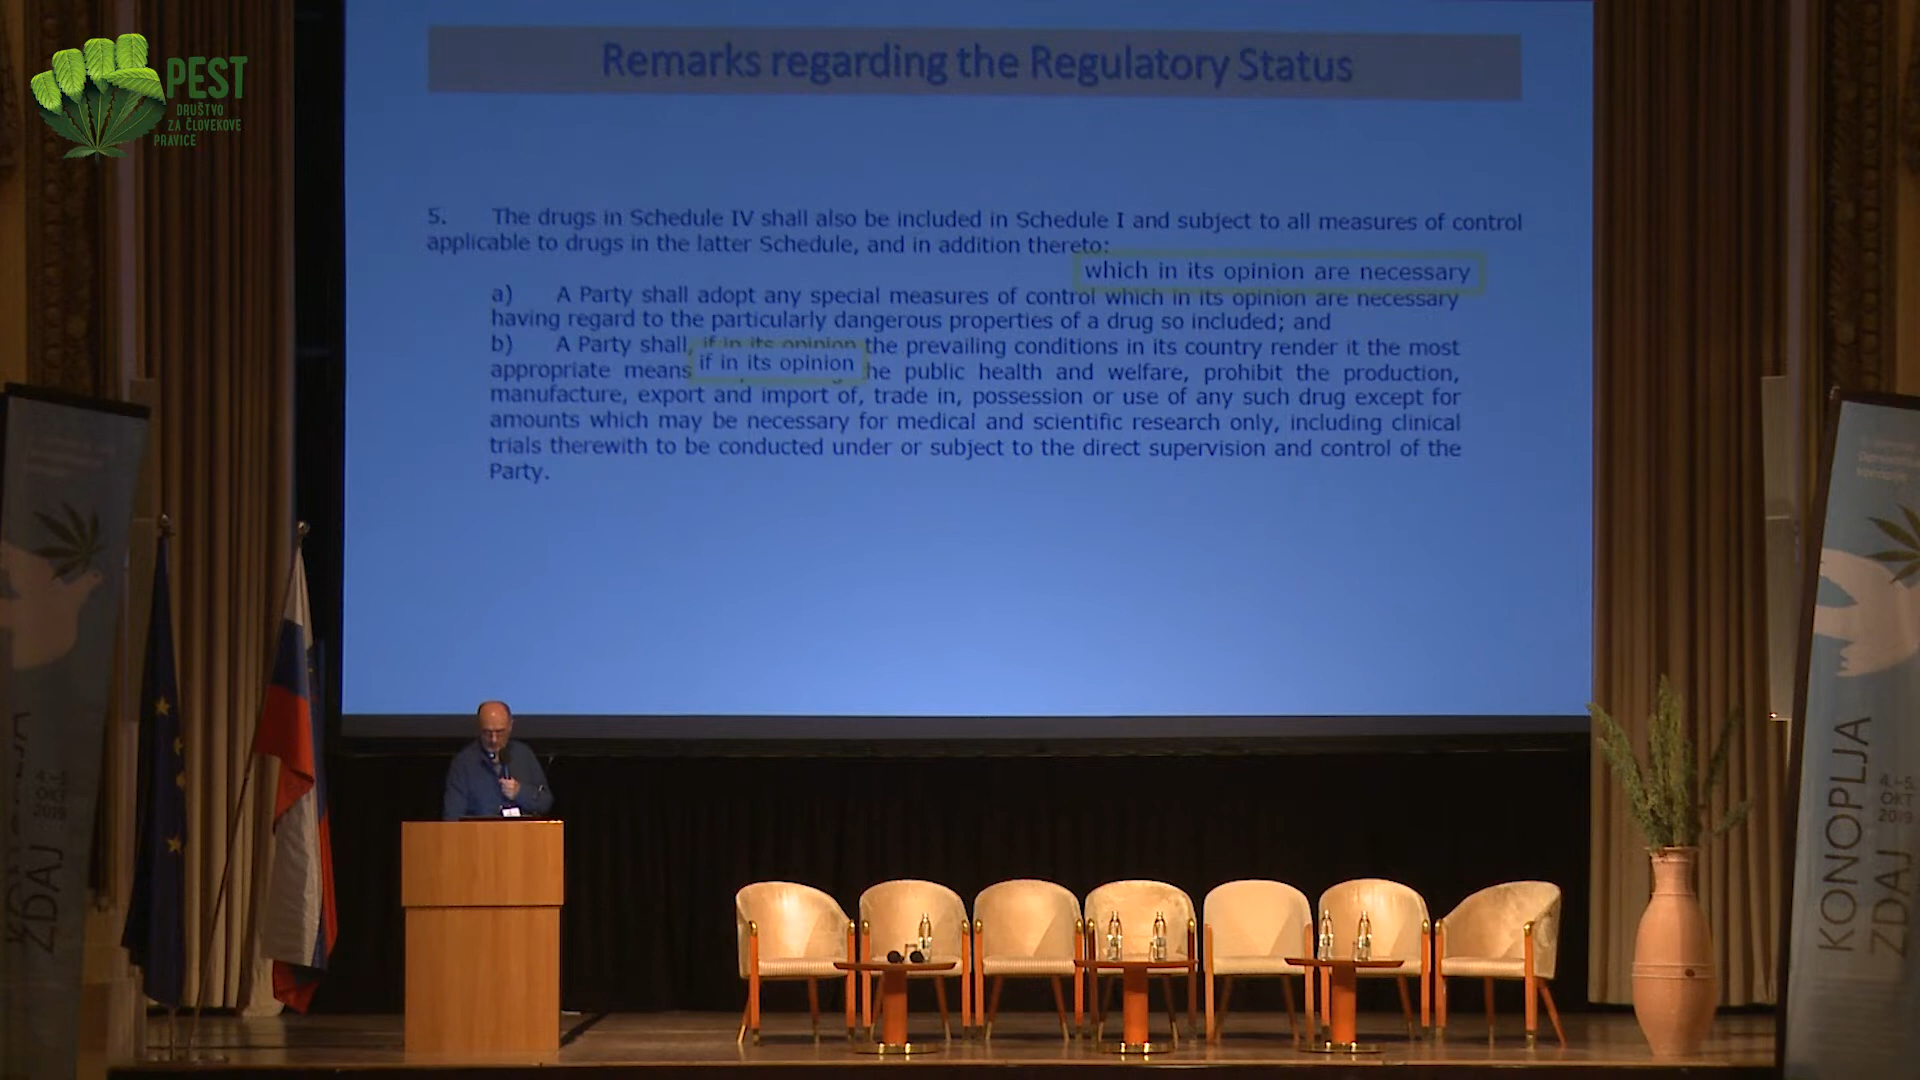 PEST
DRUŠTVO
ZA ČLOVEKOVE
PRAVICE
Remarks regarding the Regulatory Status
5. The drugs in Schedule IV shall also be included in Schedule I and subject to all measures of control
applicable to drugs in the latter Schedule, and in addition thereto:
which in its opinion are necessary
a) A Party shall adopt any special measures of control which in its opinion are necessary
having regard to the particularly dangerous properties of a drug so included; and
b) A Party shall, if in its opinion the prevailing conditions in its country render it the most
if in its opinion
appropriate means he public health and welfare, prohibit the production,
manufacture, export and import of, trade in, possession or use of any such drug except for
amounts which may be necessary for medical and scientific research only, including clinical
trials therewith to be conducted under or subject to the direct supervision and control of the
Party.
ZDAJ
OKT
2019
KONOPLJA
ZDAJ
4.–5.
OKT
2019